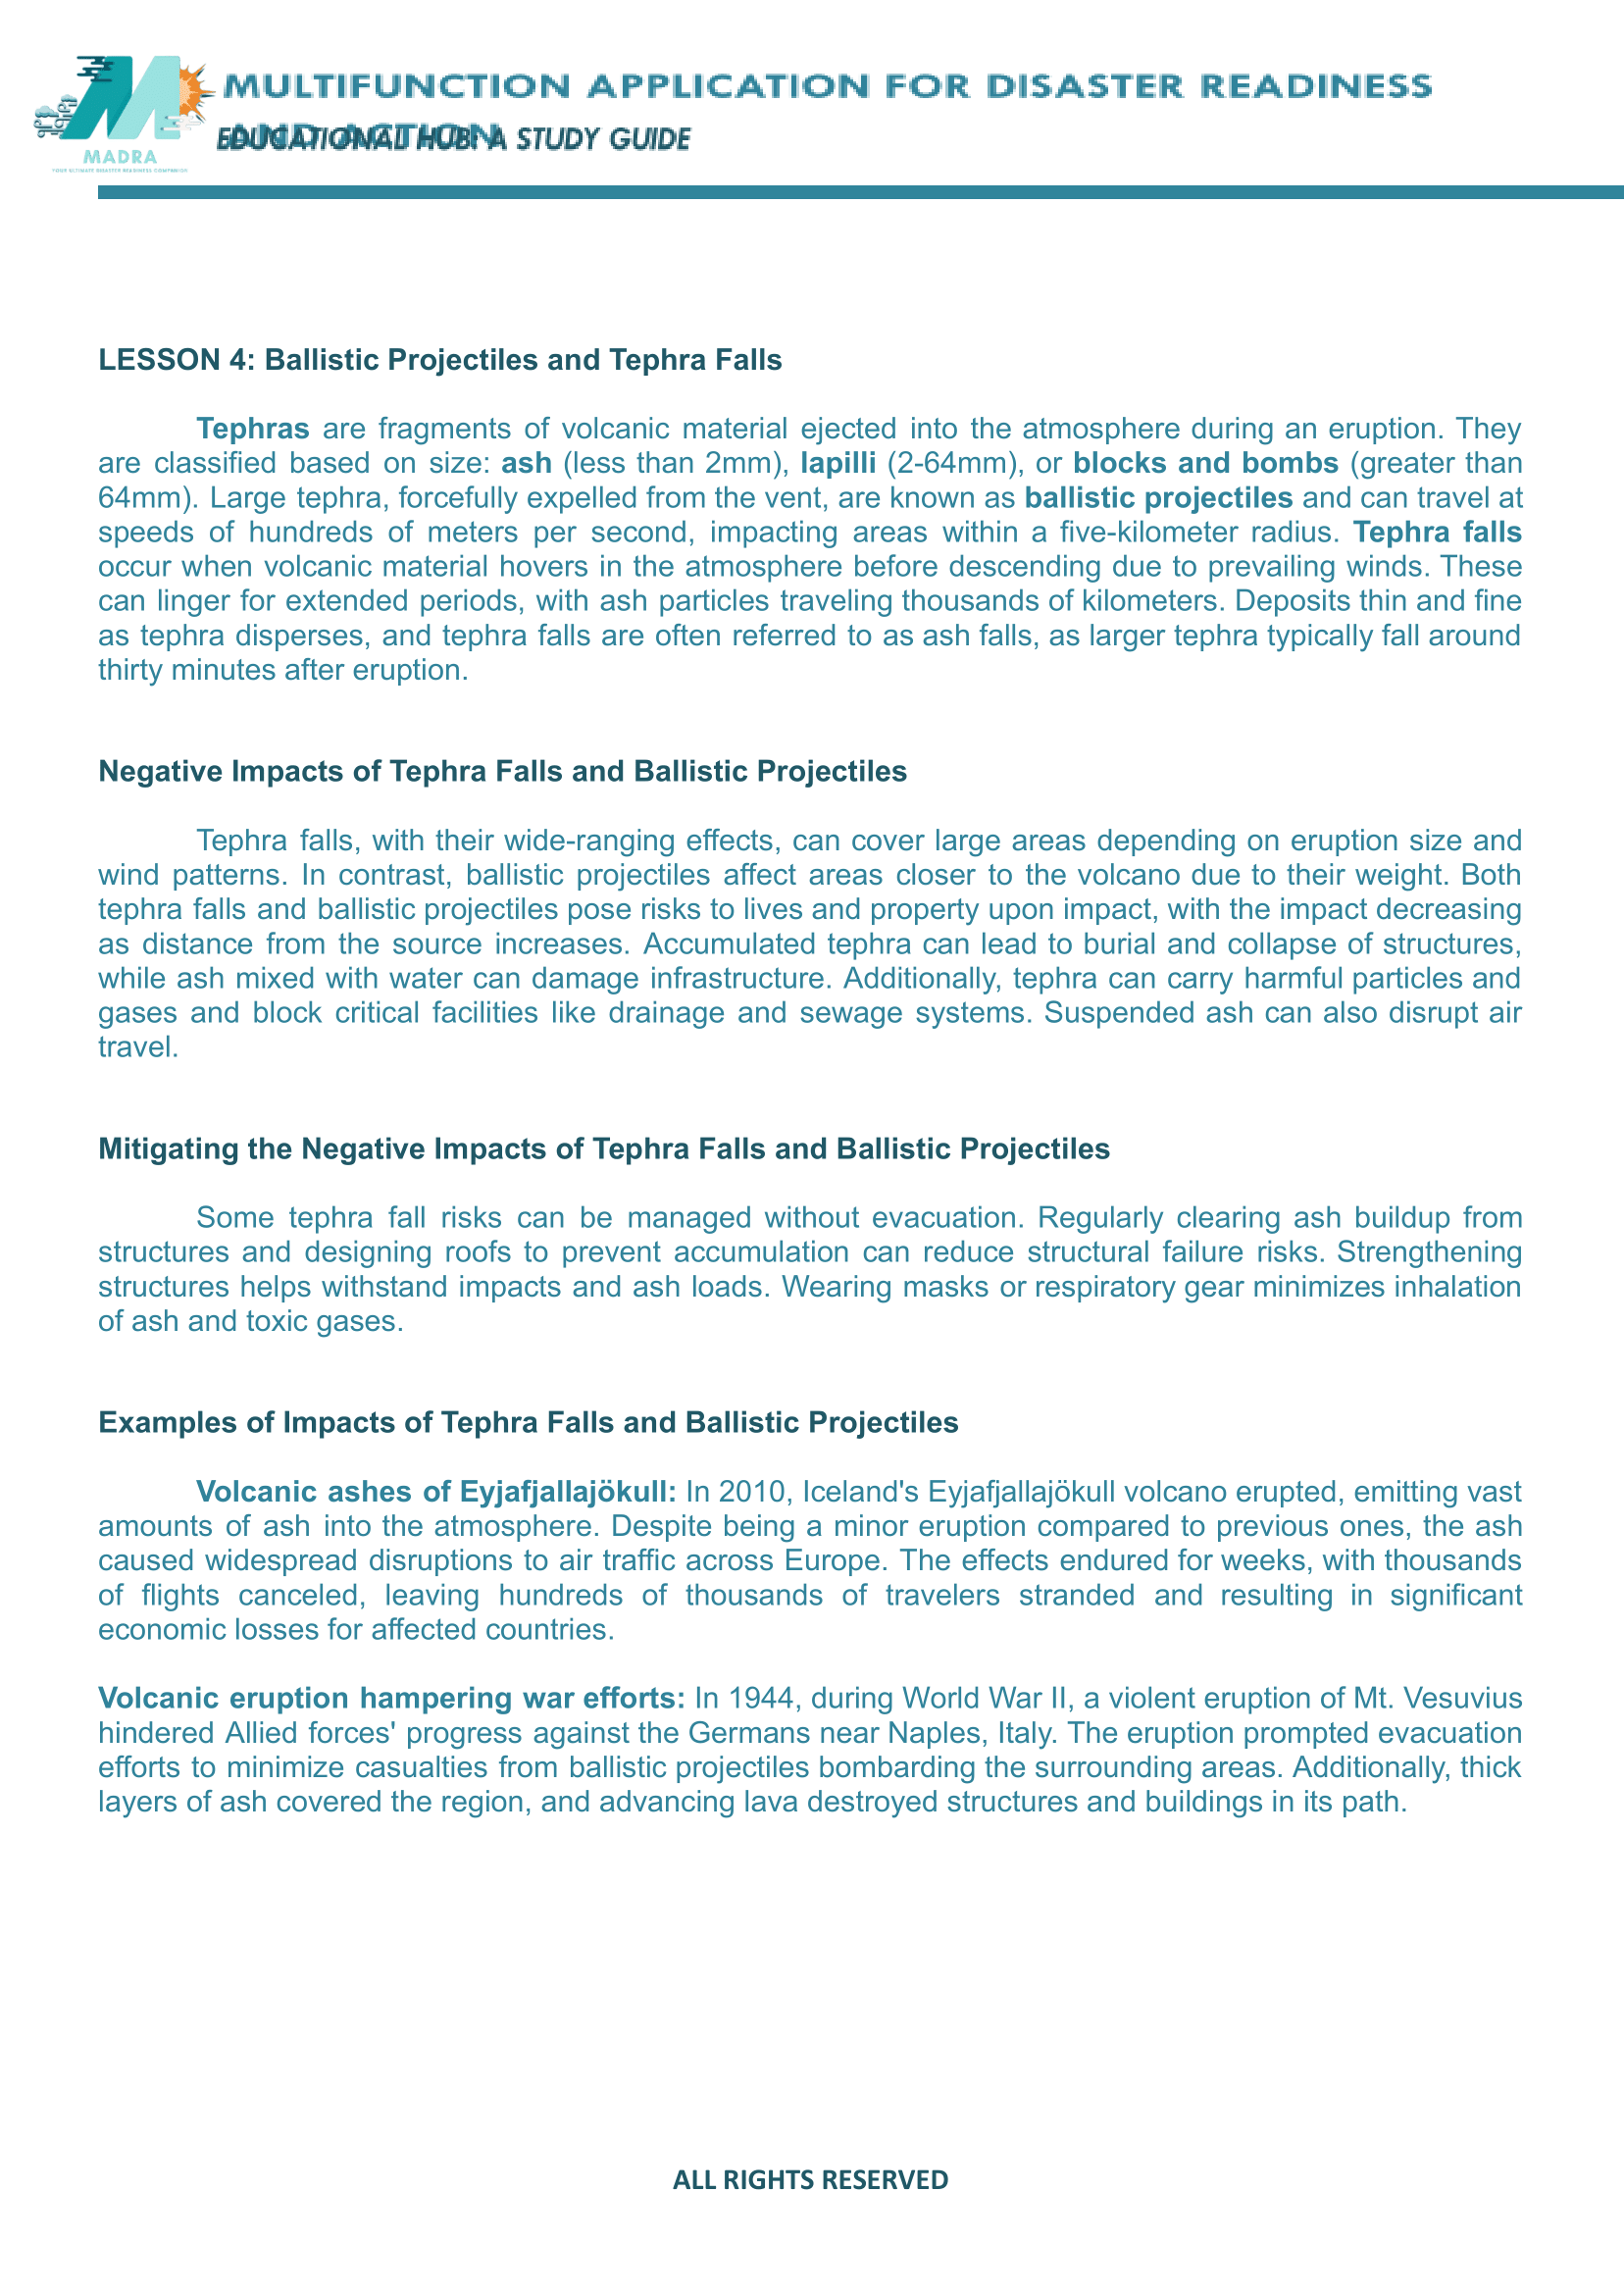 MULTIFUNCTION APPLICATION FOR DISASTER READINESS
AND ACTION
EDUCATIONAL HUB: A STUDY GUIDE
MADRA
YOUR ULTIMATE DISASTER READINESS COMPANION
LESSON 4: Ballistic Projectiles and Tephra Falls
Tephras are fragments of volcanic material ejected into the atmosphere during an eruption. They
are classified based on size: ash (less than 2mm), lapilli (2-64mm), or blocks and bombs (greater than
64mm). Large tephra, forcefully expelled from the vent, are known as ballistic projectiles and can travel at
speeds of hundreds of meters per second, impacting areas within a five-kilometer radius. Tephra falls
occur when volcanic material hovers in the atmosphere before descending due to prevailing winds. These
can linger for extended periods, with ash particles traveling thousands of kilometers. Deposits thin and fine
as tephra disperses, and tephra falls are often referred to as ash falls, as larger tephra typically fall around
thirty minutes after eruption.
Negative Impacts of Tephra Falls and Ballistic Projectiles
Tephra falls, with their wide-ranging effects, can cover large areas depending on eruption size and
wind patterns. In contrast, ballistic projectiles affect areas closer to the volcano due to their weight. Both
tephra falls and ballistic projectiles pose risks to lives and property upon impact, with the impact decreasing
as distance from the source increases. Accumulated tephra can lead to burial and collapse of structures,
while ash mixed with water can damage infrastructure. Additionally, tephra can carry harmful particles and
gases and block critical facilities like drainage and sewage systems. Suspended ash can also disrupt air
travel.
Mitigating the Negative Impacts of Tephra Falls and Ballistic Projectiles
Some tephra fall risks can be managed without evacuation. Regularly clearing ash buildup from
structures and designing roofs to prevent accumulation can reduce structural failure risks. Strengthening
structures helps withstand impacts and ash loads. Wearing masks or respiratory gear minimizes inhalation
of ash and toxic gases.
Examples of Impacts of Tephra Falls and Ballistic Projectiles
Volcanic ashes of Eyjafjallajökull: In 2010, Iceland's Eyjafjallajökull volcano erupted, emitting vast
amounts of ash into the atmosphere. Despite being a minor eruption compared to previous ones, the ash
caused widespread disruptions to air traffic across Europe. The effects endured for weeks, with thousands
of flights canceled, leaving hundreds of thousands of travelers stranded and resulting in significant
economic losses for affected countries.
Volcanic eruption hampering war efforts: In 1944, during World War II, a violent eruption of Mt. Vesuvius
hindered Allied forces' progress against the Germans near Naples, Italy. The eruption prompted evacuation
efforts to minimize casualties from ballistic projectiles bombarding the surrounding areas. Additionally, thick
layers of ash covered the region, and advancing lava destroyed structures and buildings in its path.
ALL RIGHTS RESERVED